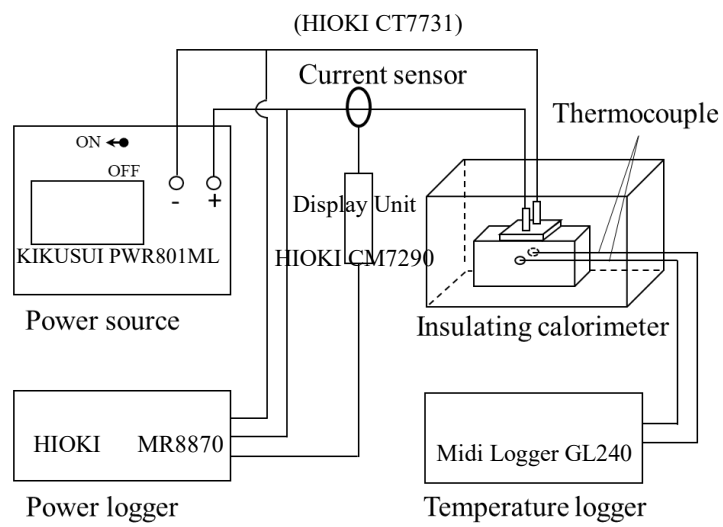 (HIOKI CT7731)
Current sensor
Thermocouple
ON
OFF
- +
Display Unit
KIKUSUI PWR801ML
HIOKI CM7290
Power source
Insulating calorimeter
HIOKI MR8870
Midi Logger GL240
Power logger
Temperature logger